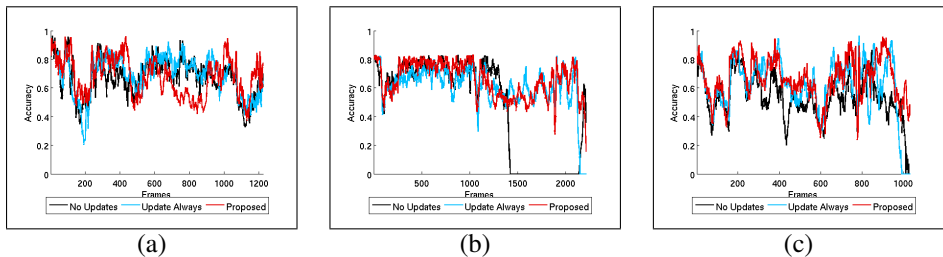 1
0.8
0.6
0.4
0.2
0
Accuracy
200 400 600 800 1000 1200
Frames
No Updates Update Always Proposed
(a)
1
0.8
0.6
0.4
0.2
0
Accuracy
500 1000 1500 2000
Frames
No Updates Update Always Proposed
(b)
1
0.8
0.6
0.4
0.2
0
Accuracy
200 400 600 800 1000
Frames
No Updates Update Always Proposed
(c)